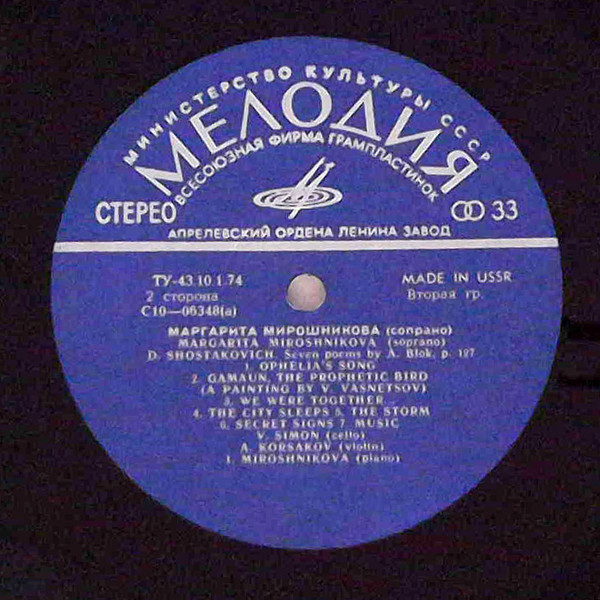 МИНИСТЕРСТВО КУЛЬТУРЫ СССР
МЕЛОДИЯ
ВСЕСОЮЗНАЯ ФИРМА ГРАМПЛАСТИНОК
СТЕРЕО
33
АПРЕЛЕВСКИЙ ОРДЕНА ЛЕНИНА ЗАВОД
ТУ-43.10.1.74
MADE IN USSR
2 сторона
Вторая гр.
С10—06348(а)
МАРГАРИТА МИРОШНИКОВА (сопрано)
MARGARITA MIROSHNIKOVA (soprano)
D. SHOSTAKOVICH. Seven poems by A. Blok, p. 127
1. OPHELIA'S SONG
2. GAMAUN, THE PROPHETIC BIRD
(A PAINTING BY V. VASNETSOV)
3. WE WERE TOGETHER...
4. THE CITY SLEEPS 5. THE STORM
6. SECRET SIGNS 7. MUSIC
V. SIMON (cello)
A. KORSAKOV (violin)
I. MIROSHNIKOVA (piano)